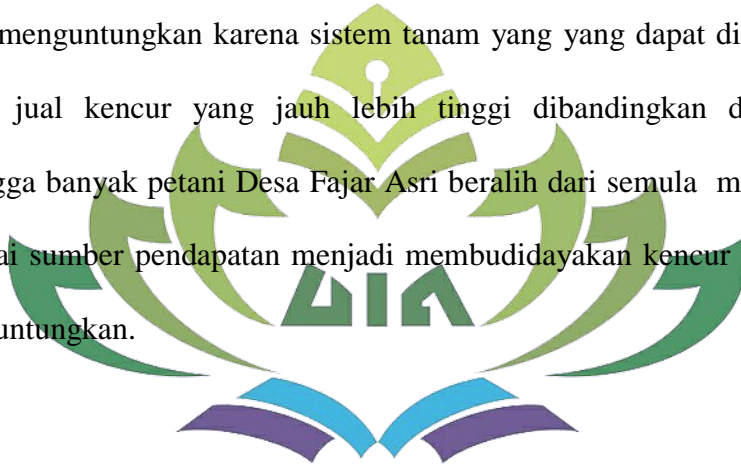 menguntungkan karena sistem tanam yang yang dapat di
jual kencur yang jauh lebih tinggi dibandingkan d
gga banyak petani Desa Fajar Asri beralih dari semula m
ai sumber pendapatan menjadi membudidayakan kencur
untungkan.
UIN